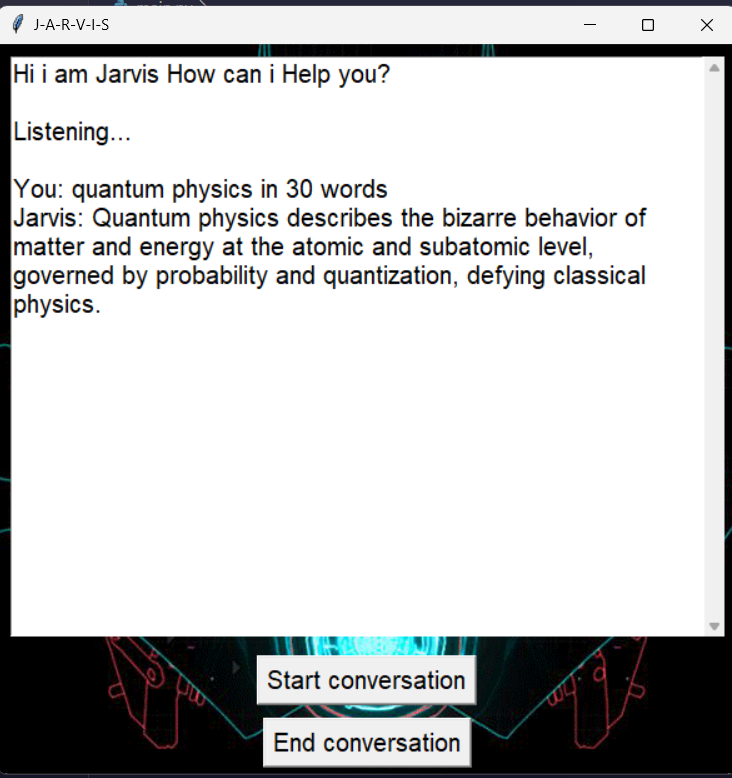 J-A-R-V-I-S
Hi i am Jarvis How can i Help you?
Listening...
You: quantum physics in 30 words
Jarvis: Quantum physics describes the bizarre behavior of
matter and energy at the atomic and subatomic level,
governed by probability and quantization, defying classical
physics.
Start conversation
End conversation